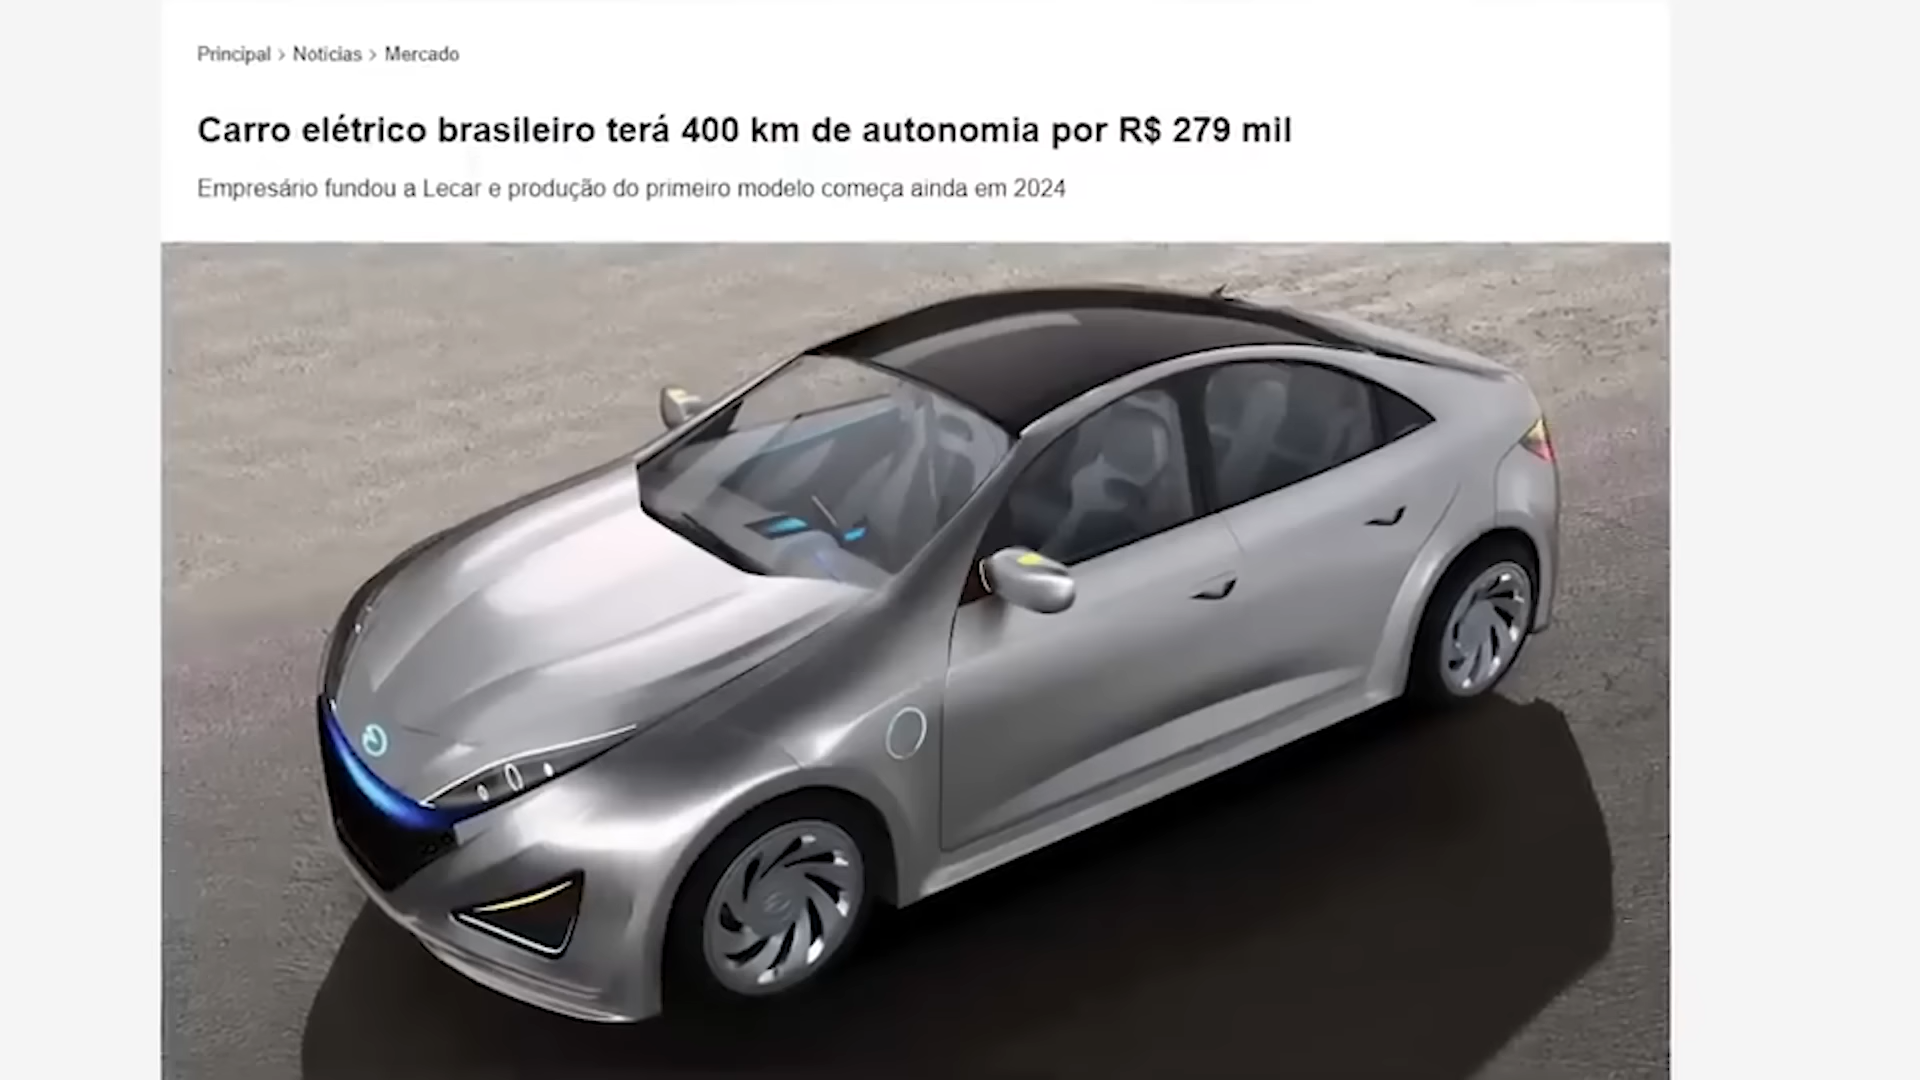 Principal > Notícias > Mercado
Carro elétrico brasileiro terá 400 km de autonomia por R$ 279 mil
Empresário fundou a Lecar e produção do primeiro modelo começa ainda em 2024